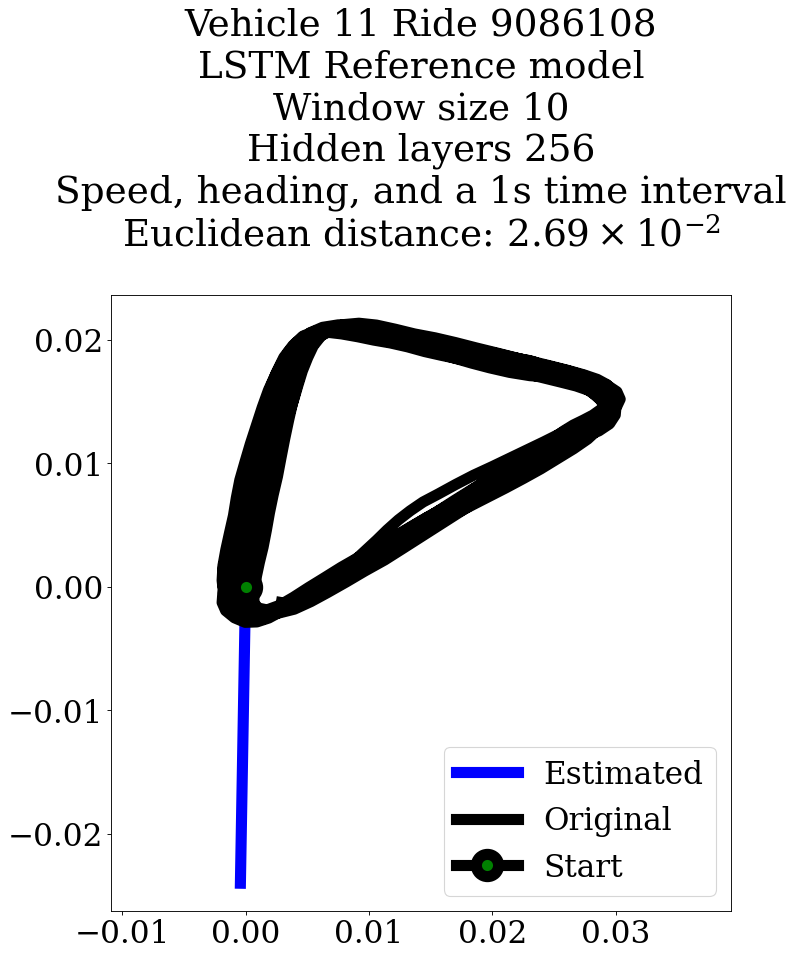 Vehicle 11 Ride 9086108
LSTM Reference model
Window size 10
Hidden layers 256
Speed, heading, and a 1s time interval
Euclidean distance: 2.69 × 10⁻²
0.02
0.01
0.00
−0.01
−0.02
Estimated
Original
Start
−0.01 0.00 0.01 0.02 0.03